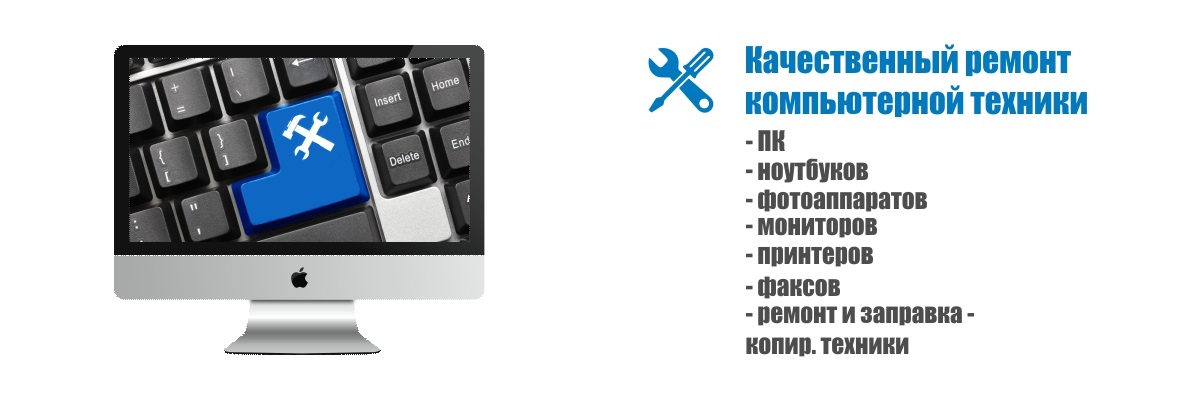 Качественный ремонт
компьютерной техники
- ПК
- ноутбуков
- фотоаппаратов
- мониторов
- принтеров
- факсов
- ремонт и заправка -
копир. техники
+
=
\
←
Insert
Home
}
]
Delete
End
{
[
:
;
"
'